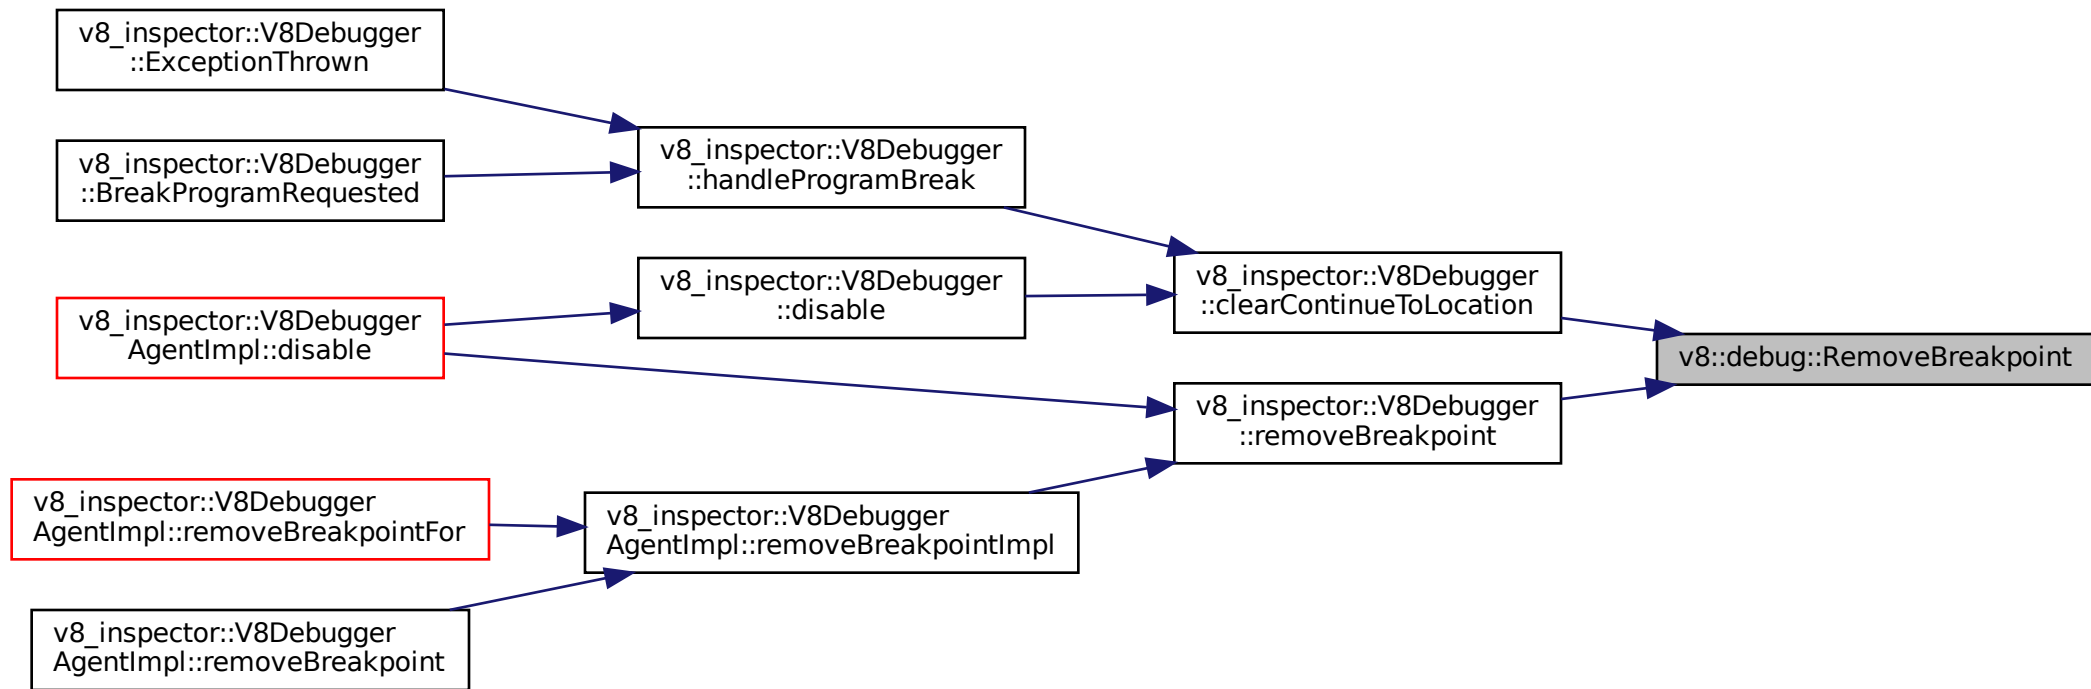 v8_inspector::V8Debugger
::ExceptionThrown
v8_inspector::V8Debugger
::BreakProgramRequested
v8_inspector::V8Debugger
AgentImpl::disable
v8_inspector::V8Debugger
AgentImpl::removeBreakpointFor
v8_inspector::V8Debugger
AgentImpl::removeBreakpoint
v8_inspector::V8Debugger
::handleProgramBreak
v8_inspector::V8Debugger
::disable
v8_inspector::V8Debugger
AgentImpl::removeBreakpointImpl
v8_inspector::V8Debugger
::clearContinueToLocation
v8_inspector::V8Debugger
::removeBreakpoint
v8::debug::RemoveBreakpoint